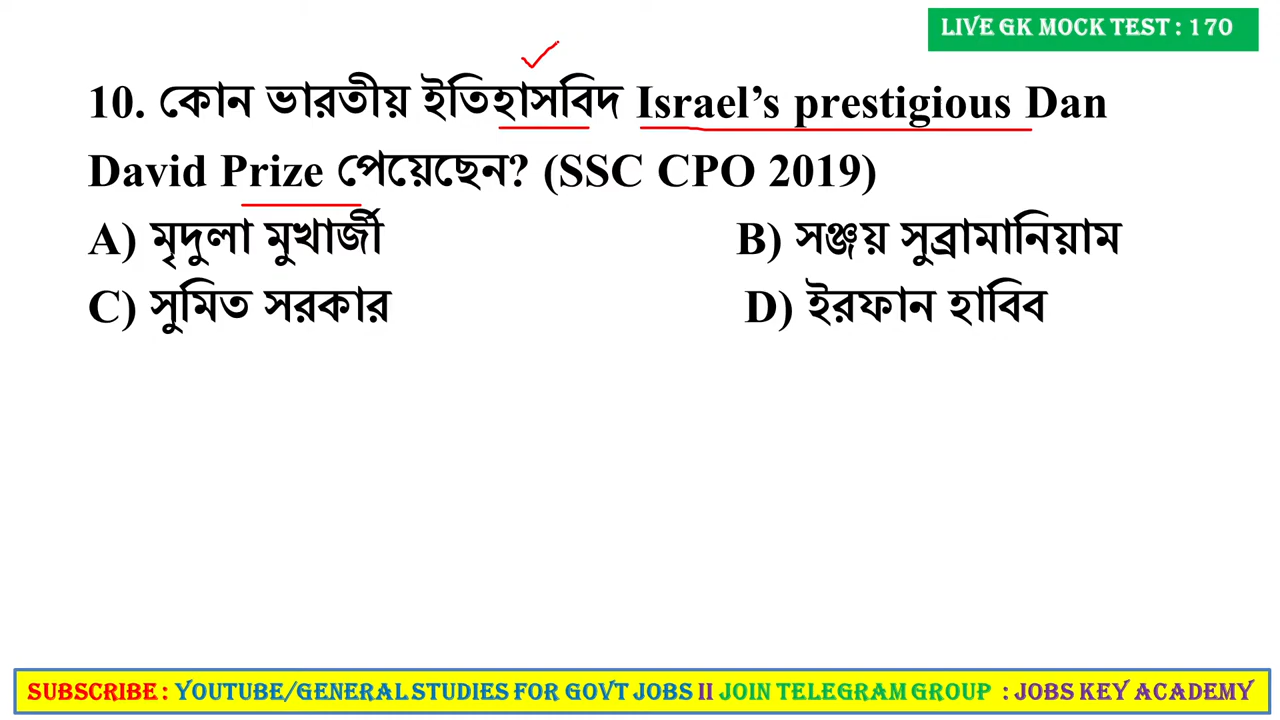 LIVE GK MOCK TEST : 170
10. কোন ভারতীয় ইতিহাসবিদ Israel’s prestigious Dan
David Prize পেয়েছেন? (SSC CPO 2019)
A) মৃদুলা মুখার্জী B) সঞ্জয় সুব্রামানিয়াম
C) সুমিত সরকার D) ইরফান হাবিব
SUBSCRIBE : YOUTUBE/GENERAL STUDIES FOR GOVT JOBS II JOIN TELEGRAM GROUP : JOBS KEY ACADEMY